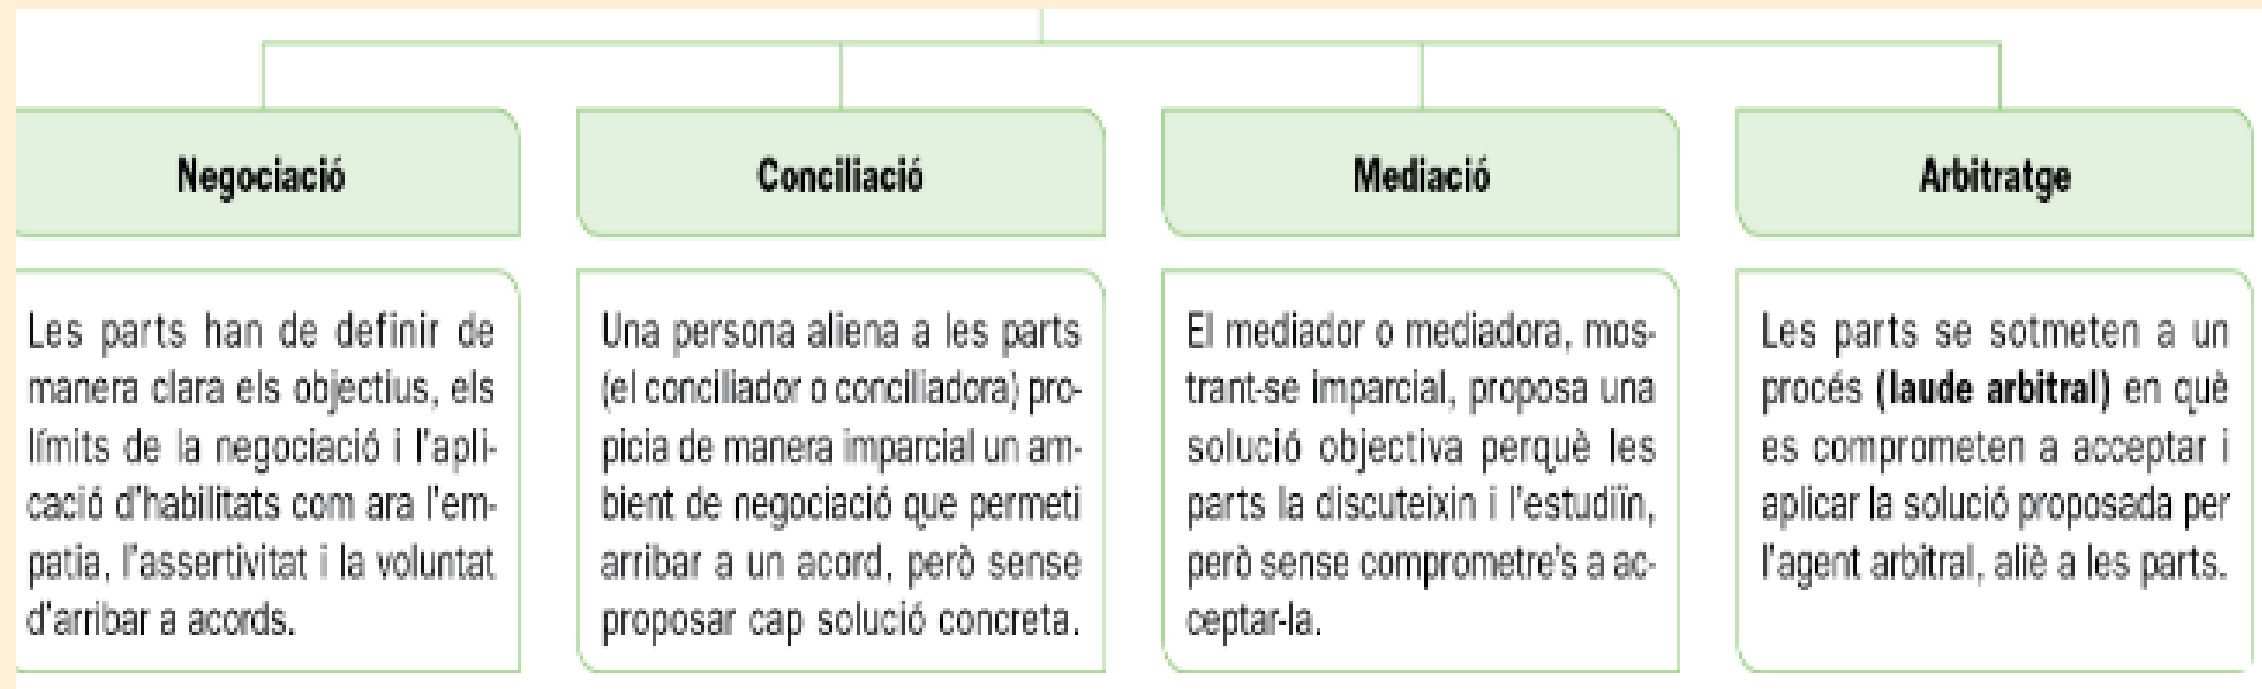 Negociació
Les parts han de definir de
manera clara els objectius, els
límits de la negociació i l'apli-
cació d'habilitats com ara l'em-
patia, l'assertivitat i la voluntat
d'arribar a acords.
Conciliació
Una persona aliena a les parts
(el conciliador o conciliadora) pro-
picia de manera imparcial un am-
bient de negociació que permeti
arribar a un acord, però sense
proposar cap solució concreta.
Mediació
El mediador o mediadora, mos-
trant-se imparcial, proposa una
solució objectiva perquè les
parts la discuteixin i l'estudiïn,
però sense comprometre's a ac-
ceptar-la.
Arbitratge
Les parts se sotmeten a un
procés (laude arbitral) en què
es comprometen a acceptar i
aplicar la solució proposada per
l'agent arbitral, aliè a les parts.